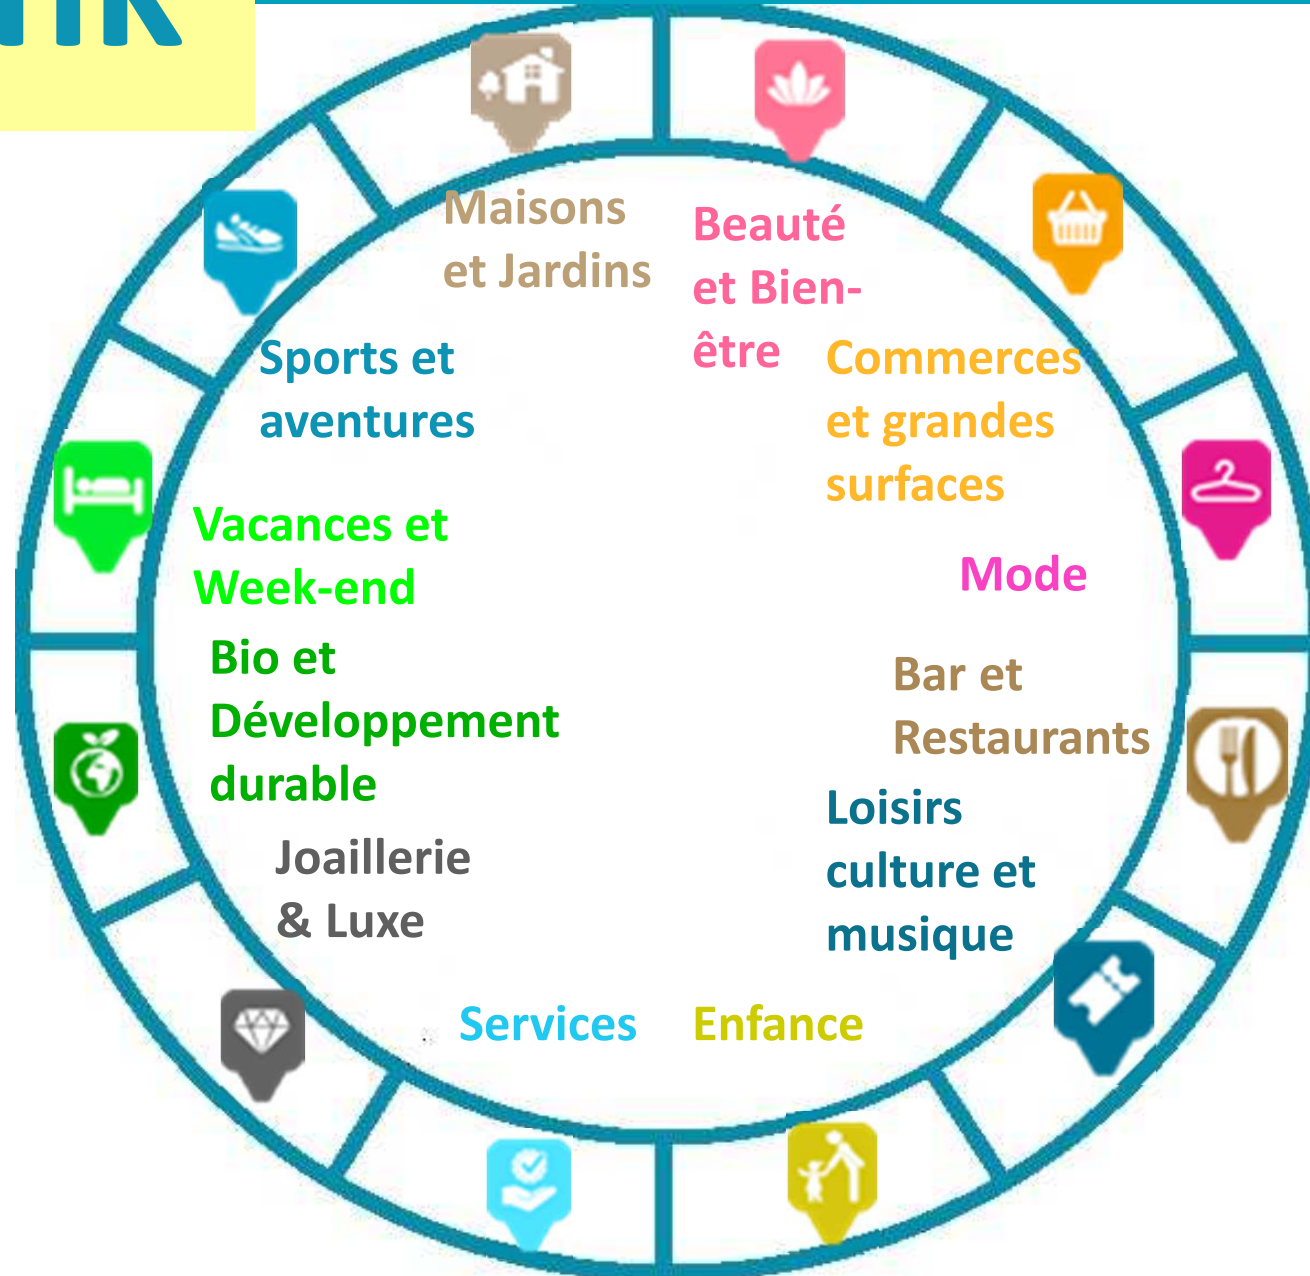 Maisons
et Jardins
Beauté
et Bien-
être
Commerces
et grandes
surfaces
Mode
Bar et
Restaurants
Loisirs
culture et
musique
Enfance
Services
Joaillerie
& Luxe
Bio et
Développement
durable
Vacances et
Week-end
Sports et
aventures